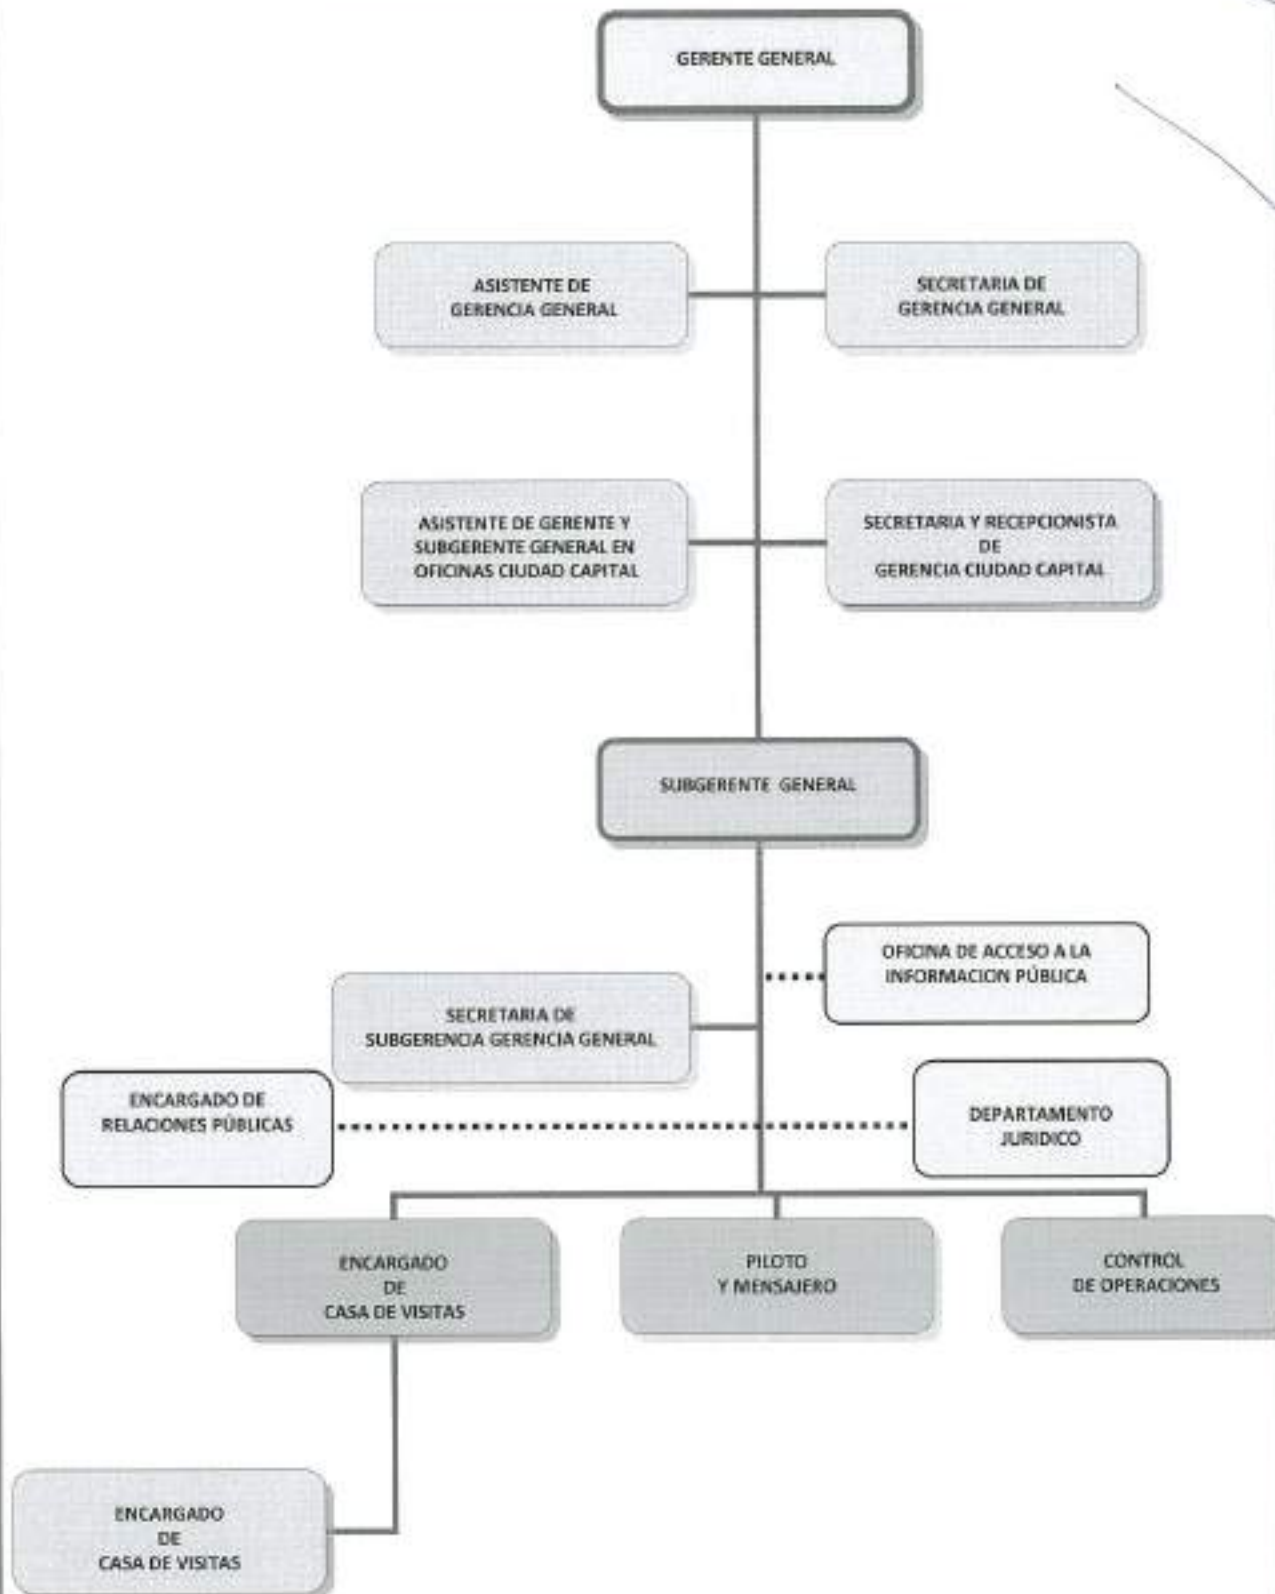 GERENTE GENERAL
ASISTENTE DE
GERENCIA GENERAL
SECRETARIA DE
GERENCIA GENERAL
ASISTENTE DE GERENTE Y
SUBGERENTE GENERAL EN
OFICINAS CIUDAD CAPITAL
SECRETARIA Y RECEPCIONISTA
DE
GERENCIA CIUDAD CAPITAL
SUBGERENTE GENERAL
OFICINA DE ACCESO A LA
INFORMACION PÚBLICA
SECRETARIA DE
SUBGERENCIA GERENCIA GENERAL
ENCARGADO DE
RELACIONES PÚBLICAS
DEPARTAMENTO
JURIDICO
ENCARGADO
DE
CASA DE VISITAS
PILOTO
Y MENSAJERO
CONTROL
DE OPERACIONES
ENCARGADO
DE
CASA DE VISITAS